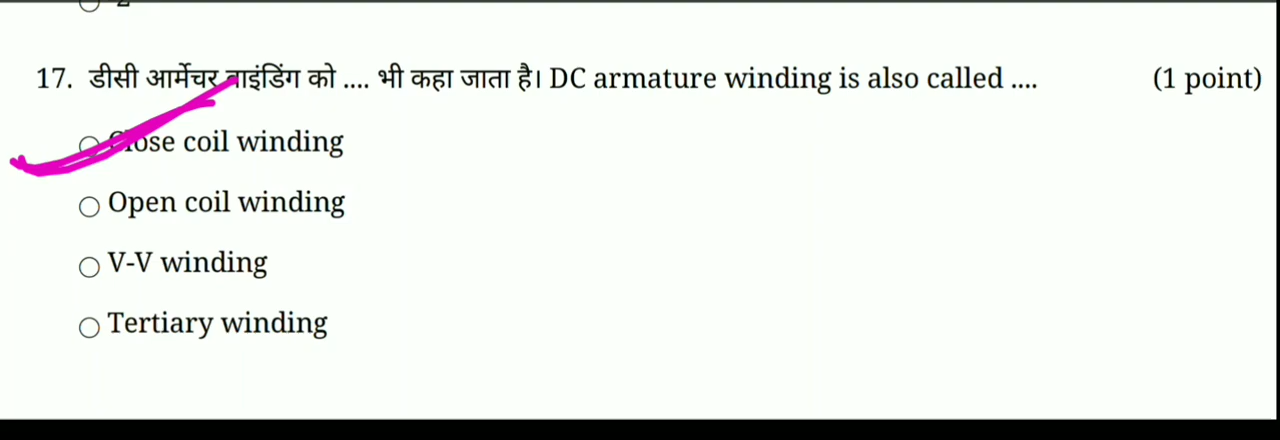 17. डीसी आर्मेचर वाइंडिंग को .... भी कहा जाता है। DC armature winding is also called .... (1 point)
Close coil winding
Open coil winding
V-V winding
Tertiary winding